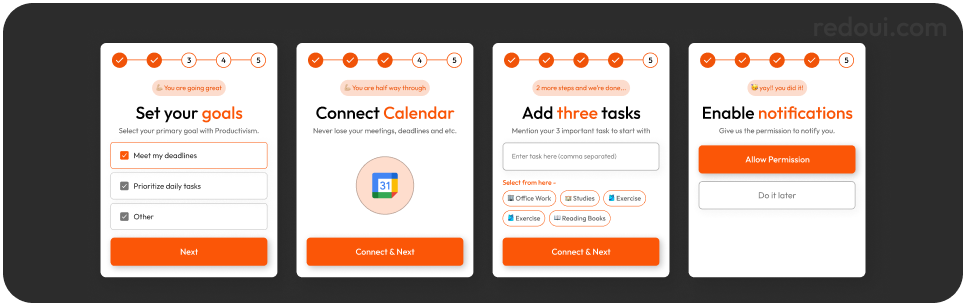 redoui.com
3 4 5
💪🏻 You are going great
Set your goals
Select your primary goal with Productivism.
Meet my deadlines
Prioritize daily tasks
Other
Next
4 5
💪🏻 You are half way through
Connect Calendar
Never lase your meetings, deadlines and etc.
31
Connect & Next
5
2 more steps and we're done...
Add three tasks
Mention your 3 important task to start with
Enter task here (comma separated)
Select from here -
Office Work Studies Exercise
Exercise Reading Books
Connect & Next
5
yay!! you did it!
Enable notifications
Give us the permission to notify you.
Allow Permission
Do it later